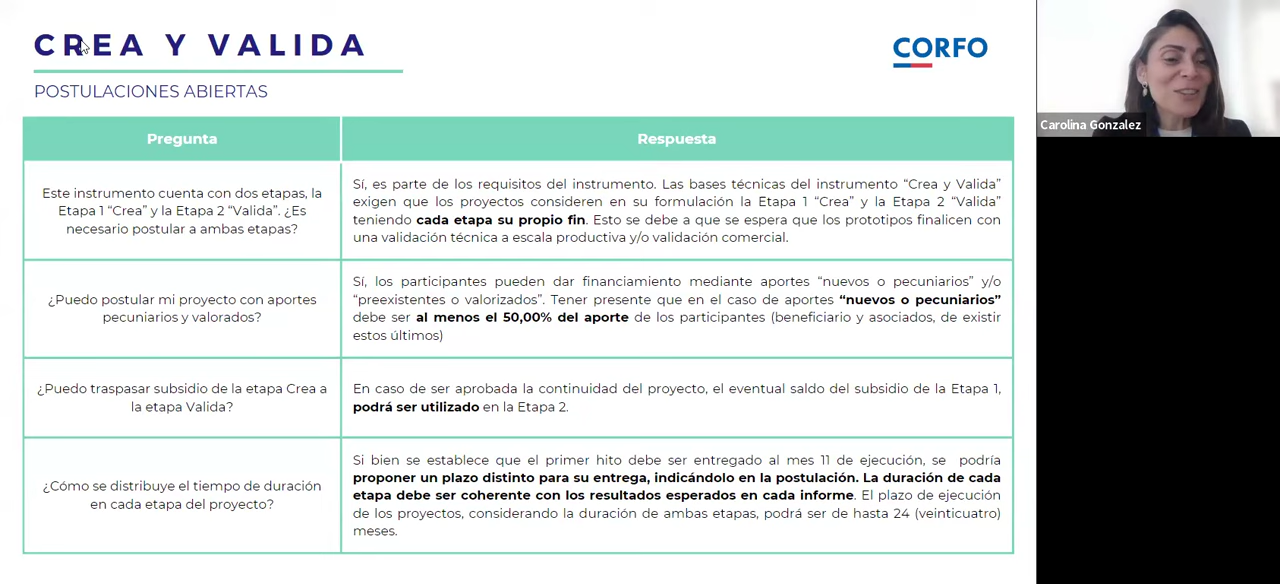 CREA Y VALIDA
CORFO
POSTULACIONES ABIERTAS
Carolina Gonzalez
Pregunta
Respuesta
Este instrumento cuenta con dos etapas, la
Etapa 1 “Crea” y la Etapa 2 “Valida”. ¿Es
necesario postular a ambas etapas?
Sí, es parte de los requisitos del instrumento. Las bases técnicas del instrumento “Crea y Valida”
exigen que los proyectos consideren en su formulación la Etapa 1 “Crea” y la Etapa 2 “Valida”
teniendo cada etapa su propio fin. Esto se debe a que se espera que los prototipos finalicen con
una validación técnica a escala productiva y/o validación comercial.
¿Puedo postular mi proyecto con aportes
pecuniarios y valorados?
Sí, los participantes pueden dar financiamiento mediante aportes “nuevos o pecuniarios” y/o
“preexistentes o valorizados”. Tener presente que en el caso de aportes “nuevos o pecuniarios”
debe ser al menos el 50,00% del aporte de los participantes (beneficiario y asociados, de existir
estos últimos)
¿Puedo traspasar subsidio de la etapa Crea a
la etapa Valida?
En caso de ser aprobada la continuidad del proyecto, el eventual saldo del subsidio de la Etapa 1,
podrá ser utilizado en la Etapa 2.
¿Cómo se distribuye el tiempo de duración
en cada etapa del proyecto?
Si bien se establece que el primer hito debe ser entregado al mes 11 de ejecución, se podría
proponer un plazo distinto para su entrega, indicándolo en la postulación. La duración de cada
etapa debe ser coherente con los resultados esperados en cada informe. El plazo de ejecución
de los proyectos, considerando la duración de ambas etapas, podrá ser de hasta 24 (veinticuatro)
meses.